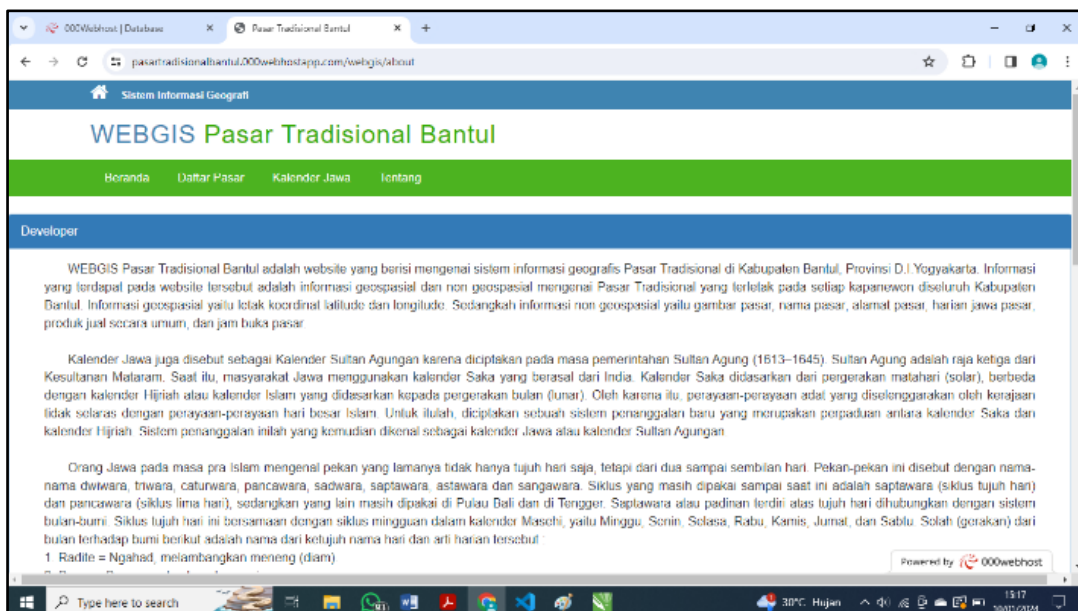 000Webhost | Database
Pasar Tradisional Bantul
pasartradisionalbantul.000webhostapp.com/webgis/about
Sistem Informasi Geografi
WEBGIS Pasar Tradisional Bantul
Beranda Daftar Pasar Kalender Jawa Tentang
Developer
WEBGIS Pasar Tradisional Bantul adalah website yang berisi mengenai sistem informasi geografis Pasar Tradisional di Kabupaten Bantul, Provinsi D.I.Yogyakarta. Informasi
yang terdapat pada website tersebut adalah informasi geospasial dan non geospasial mengenai Pasar Tradisional yang terletak pada setiap kapanewon diseluruh Kabupaten
Bantul. Informasi geospasial yaitu letak koordinat latitude dan longitude. Sedangkah informasi non geospasial yaitu gambar pasar, nama pasar, alamat pasar, harian jawa pasar,
produk jual secara umum, dan jam buka pasar.
Kalender Jawa juga disebut sebagai Kalender Sultan Agungan karena diciptakan pada masa pemerintahan Sultan Agung (1613–1645). Sultan Agung adalah raja ketiga dari
Kesultanan Mataram. Saat itu, masyarakat Jawa menggunakan kalender Saka yang berasal dari India. Kalender Saka didasarkan dari pergerakan matahari (solar), berbeda
dengan kalender Hijriah atau kalender Islam yang didasarkan kepada pergerakan bulan (lunar). Oleh karena itu, perayaan-perayaan adat yang diselenggarakan oleh kerajaan
tidak selaras dengan perayaan-perayaan hari besar Islam. Untuk itulah, diciptakan sebuah sistem penanggalan baru yang merupakan perpaduan antara kalender Saka dan
kalender Hijriah. Sistem penanggalan inilah yang kemudian dikenal sebagai kalender Jawa atau kalender Sultan Agungan.
Orang Jawa pada masa pra Islam mengenal pekan yang lamanya tidak hanya tujuh hari saja, tetapi dari dua sampai sembilan hari. Pekan-pekan ini disebut dengan nama-
nama dwiwara, triwara, caturwara, pancawara, sadwara, saptawara, astawara dan sangawara. Siklus yang masih dipakai sampai saat ini adalah saptawara (siklus tujuh hari)
dan pancawara (siklus lima hari), sedangkan yang lain masih dipakai di Pulau Bali dan di Tengger. Saptawara atau padinan terdiri atas tujuh hari dihubungkan dengan sistem
bulan-bumi. Siklus tujuh hari ini bersamaan dengan siklus mingguan dalam kalender Masehi, yaitu Minggu, Senin, Selasa, Rabu, Kamis, Jumat, dan Sabtu. Solah (gerakan) dari
bulan terhadap bumi berikut adalah nama dari ketujuh nama hari dan arti harian tersebut :
1. Radite = Ngahad, melambangkan meneng (diam).
Powered by 000webhost
Type here to search
30°C Hujan
15:17
30/01/2024